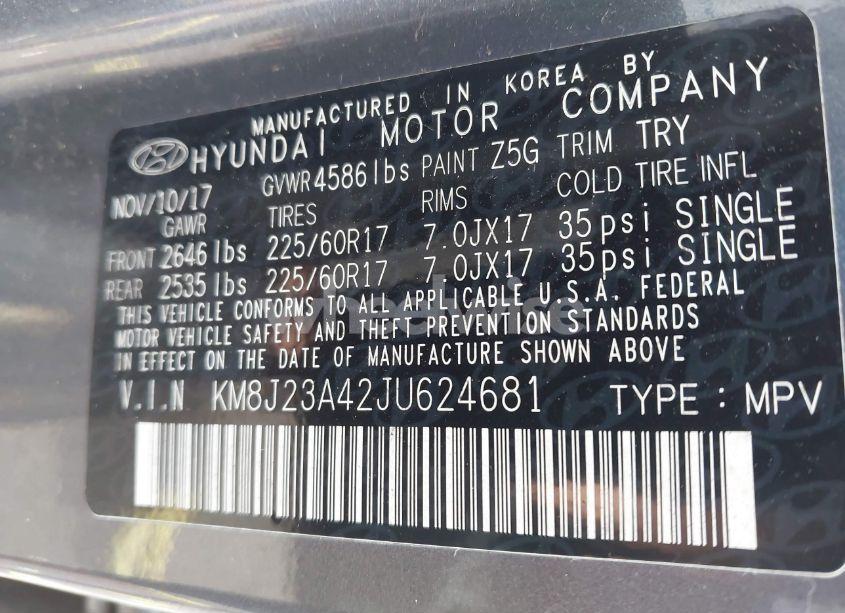 MANUFACTURED IN KOREA BY
HYUNDAI MOTOR COMPANY
NOV/10/17 GVWR 4586 lbs PAINT Z5G TRIM TRY
GAWR TIRES RIMS COLD TIRE INFL
FRONT 2646 lbs 225/60R17 7.0JX17 35psi SINGLE
REAR 2535 lbs 225/60R17 7.0JX17 35psi SINGLE
THIS VEHICLE CONFORMS TO ALL APPLICABLE U.S.A. FEDERAL
MOTOR VEHICLE SAFETY AND THEFT PREVENTION STANDARDS
IN EFFECT ON THE DATE OF MANUFACTURE SHOWN ABOVE
V.I.N KM8J23A42JU624681 TYPE : MPV